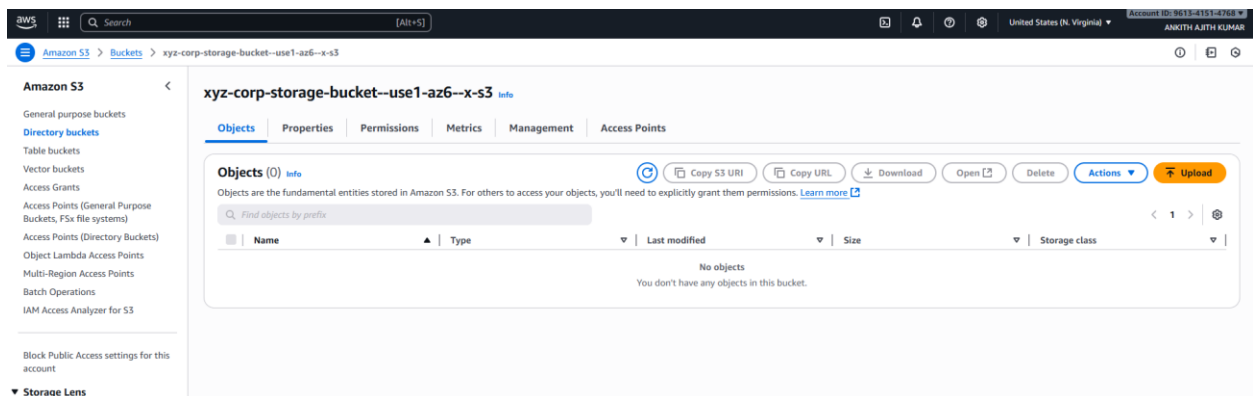 aws
Search [Alt+S]
United States (N. Virginia) ▼
Account ID: 9613-4151-4768 ▼
ANKITH AJITH KUMAR
Amazon S3 > Buckets > xyz-corp-storage-bucket--use1-az6--x-s3
Amazon S3
General purpose buckets
Directory buckets
Table buckets
Vector buckets
Access Grants
Access Points (General Purpose
Buckets, FSx file systems)
Access Points (Directory Buckets)
Object Lambda Access Points
Multi-Region Access Points
Batch Operations
IAM Access Analyzer for S3
Block Public Access settings for this
account
▼ Storage Lens
xyz-corp-storage-bucket--use1-az6--x-s3 Info
Objects Properties Permissions Metrics Management Access Points
Objects (0) Info
Copy S3 URI Copy URL Download Open Delete Actions ▼ Upload
Objects are the fundamental entities stored in Amazon S3. For others to access your objects, you'll need to explicitly grant them permissions. Learn more
Find objects by prefix
< 1 >
Name Type Last modified Size Storage class
No objects
You don't have any objects in this bucket.